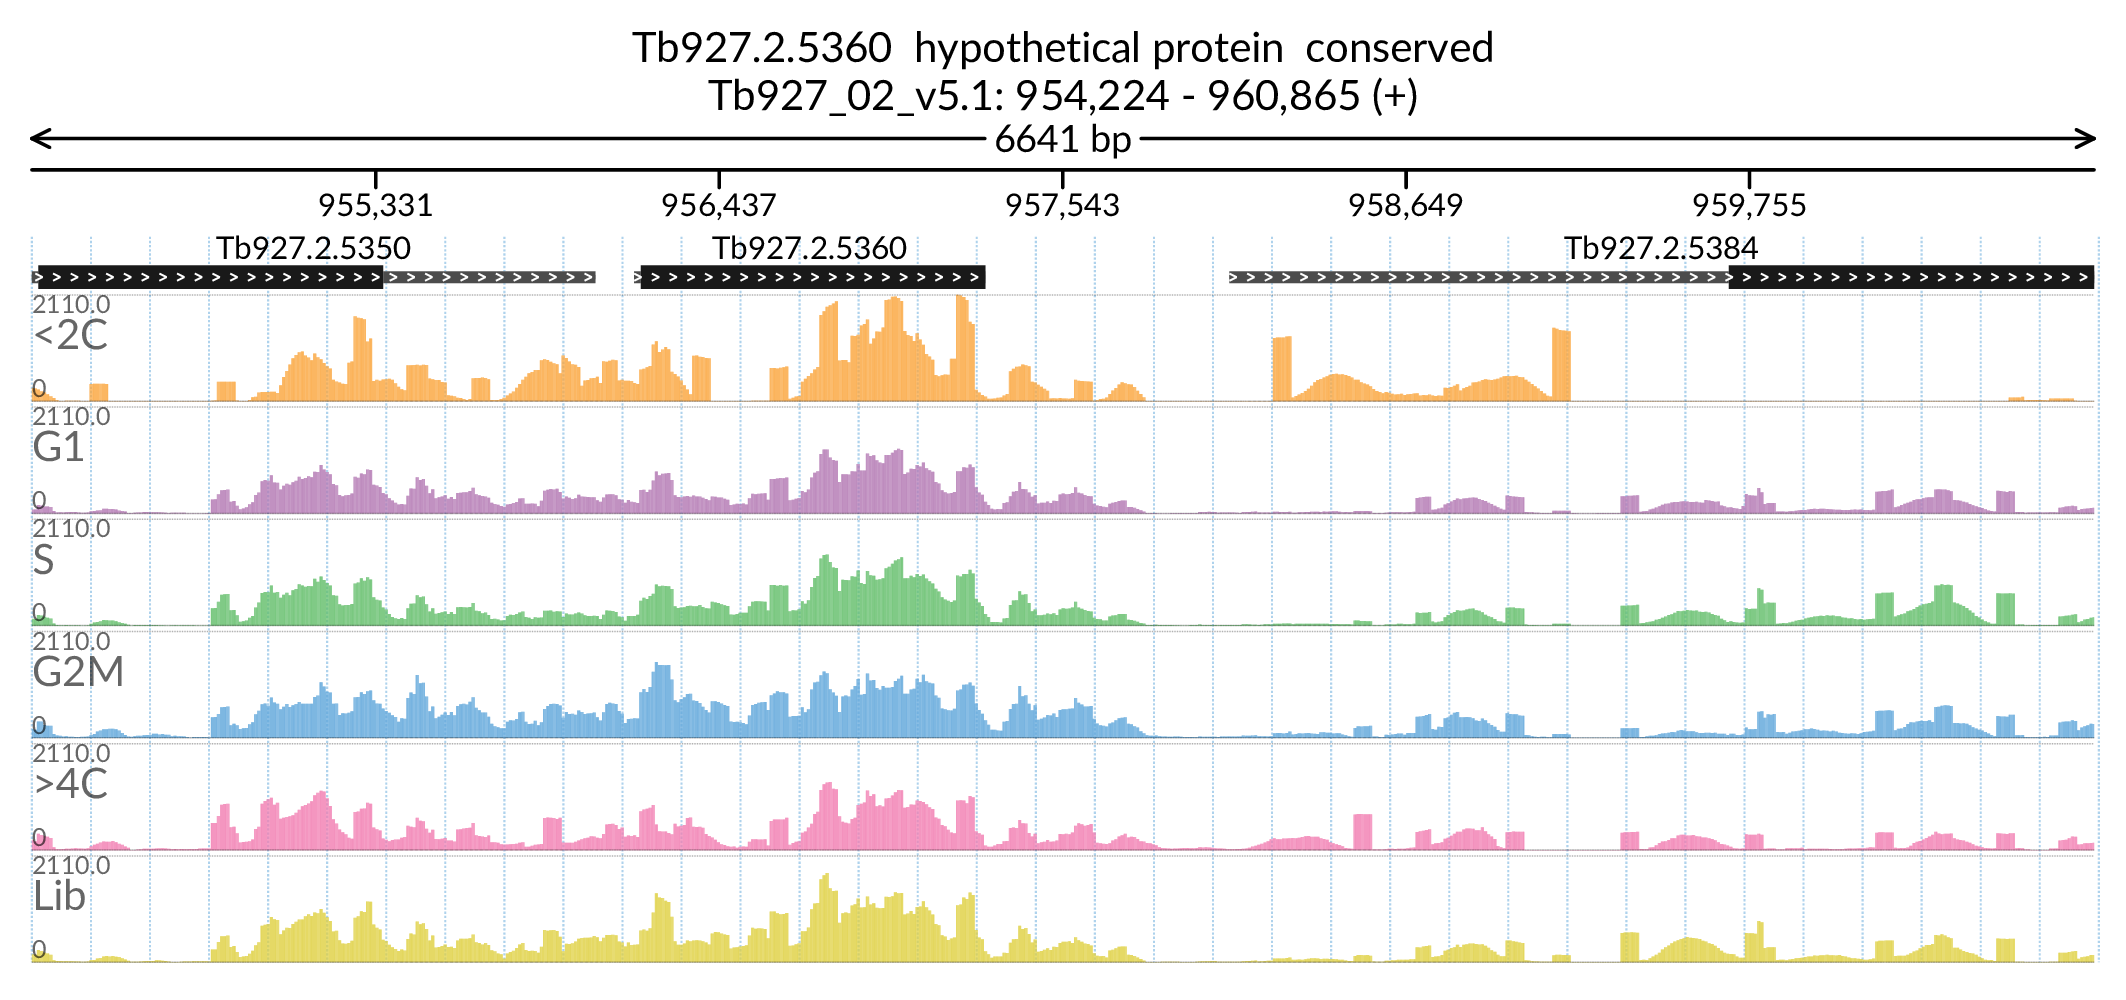 Tb927.2.5360  hypothetical protein  conserved
Tb927_02_v5.1: 954,224 - 960,865 (+)
6641 bp
955,331 956,437 957,543 958,649 959,755
Tb927.2.5350 Tb927.2.5360 Tb927.2.5384
2110.0
<2C
0
2110.0
G1
0
2110.0
S
0
2110.0
G2M
0
2110.0
>4C
0
2110.0
Lib
0